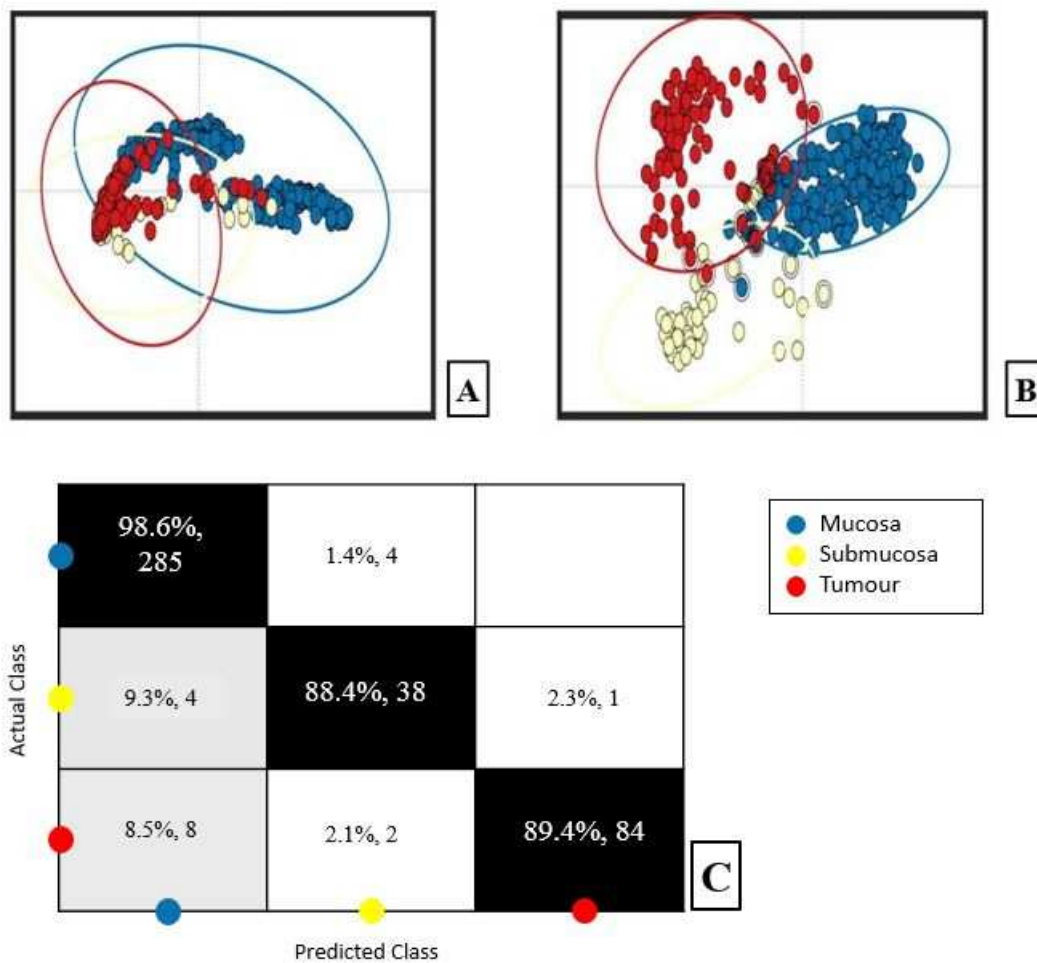 A
B
98.6%,
285
1.4%, 4
9.3%, 4
88.4%, 38
2.3%, 1
8.5%, 8
2.1%, 2
89.4%, 84
C
Actual Class
Predicted Class
Mucosa
Submucosa
Tumour